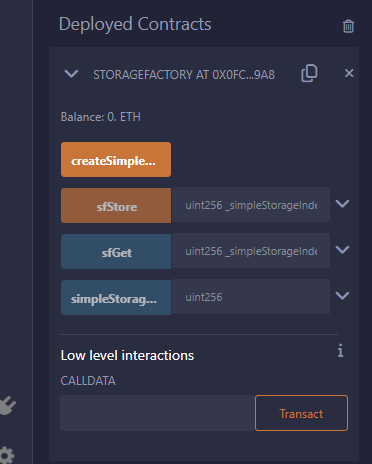 Deployed Contracts
STORAGEFACTORY AT 0X0FC...9A8
Balance: 0. ETH
createSimple...
sfStore uint256 _simpleStorageInde
sfGet uint256 _simpleStorageInde
simpleStorag... uint256
Low level interactions
CALLDATA
Transact